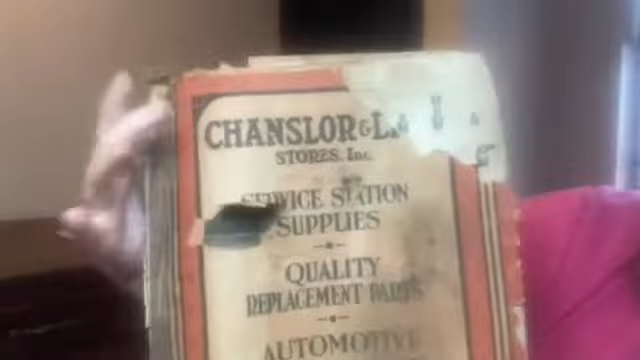 CHANSLOR & L
STORES, Inc.
SERVICE STATION
SUPPLIES
QUALITY
REPLACEMENT PARTS
AUTOMOTIVE